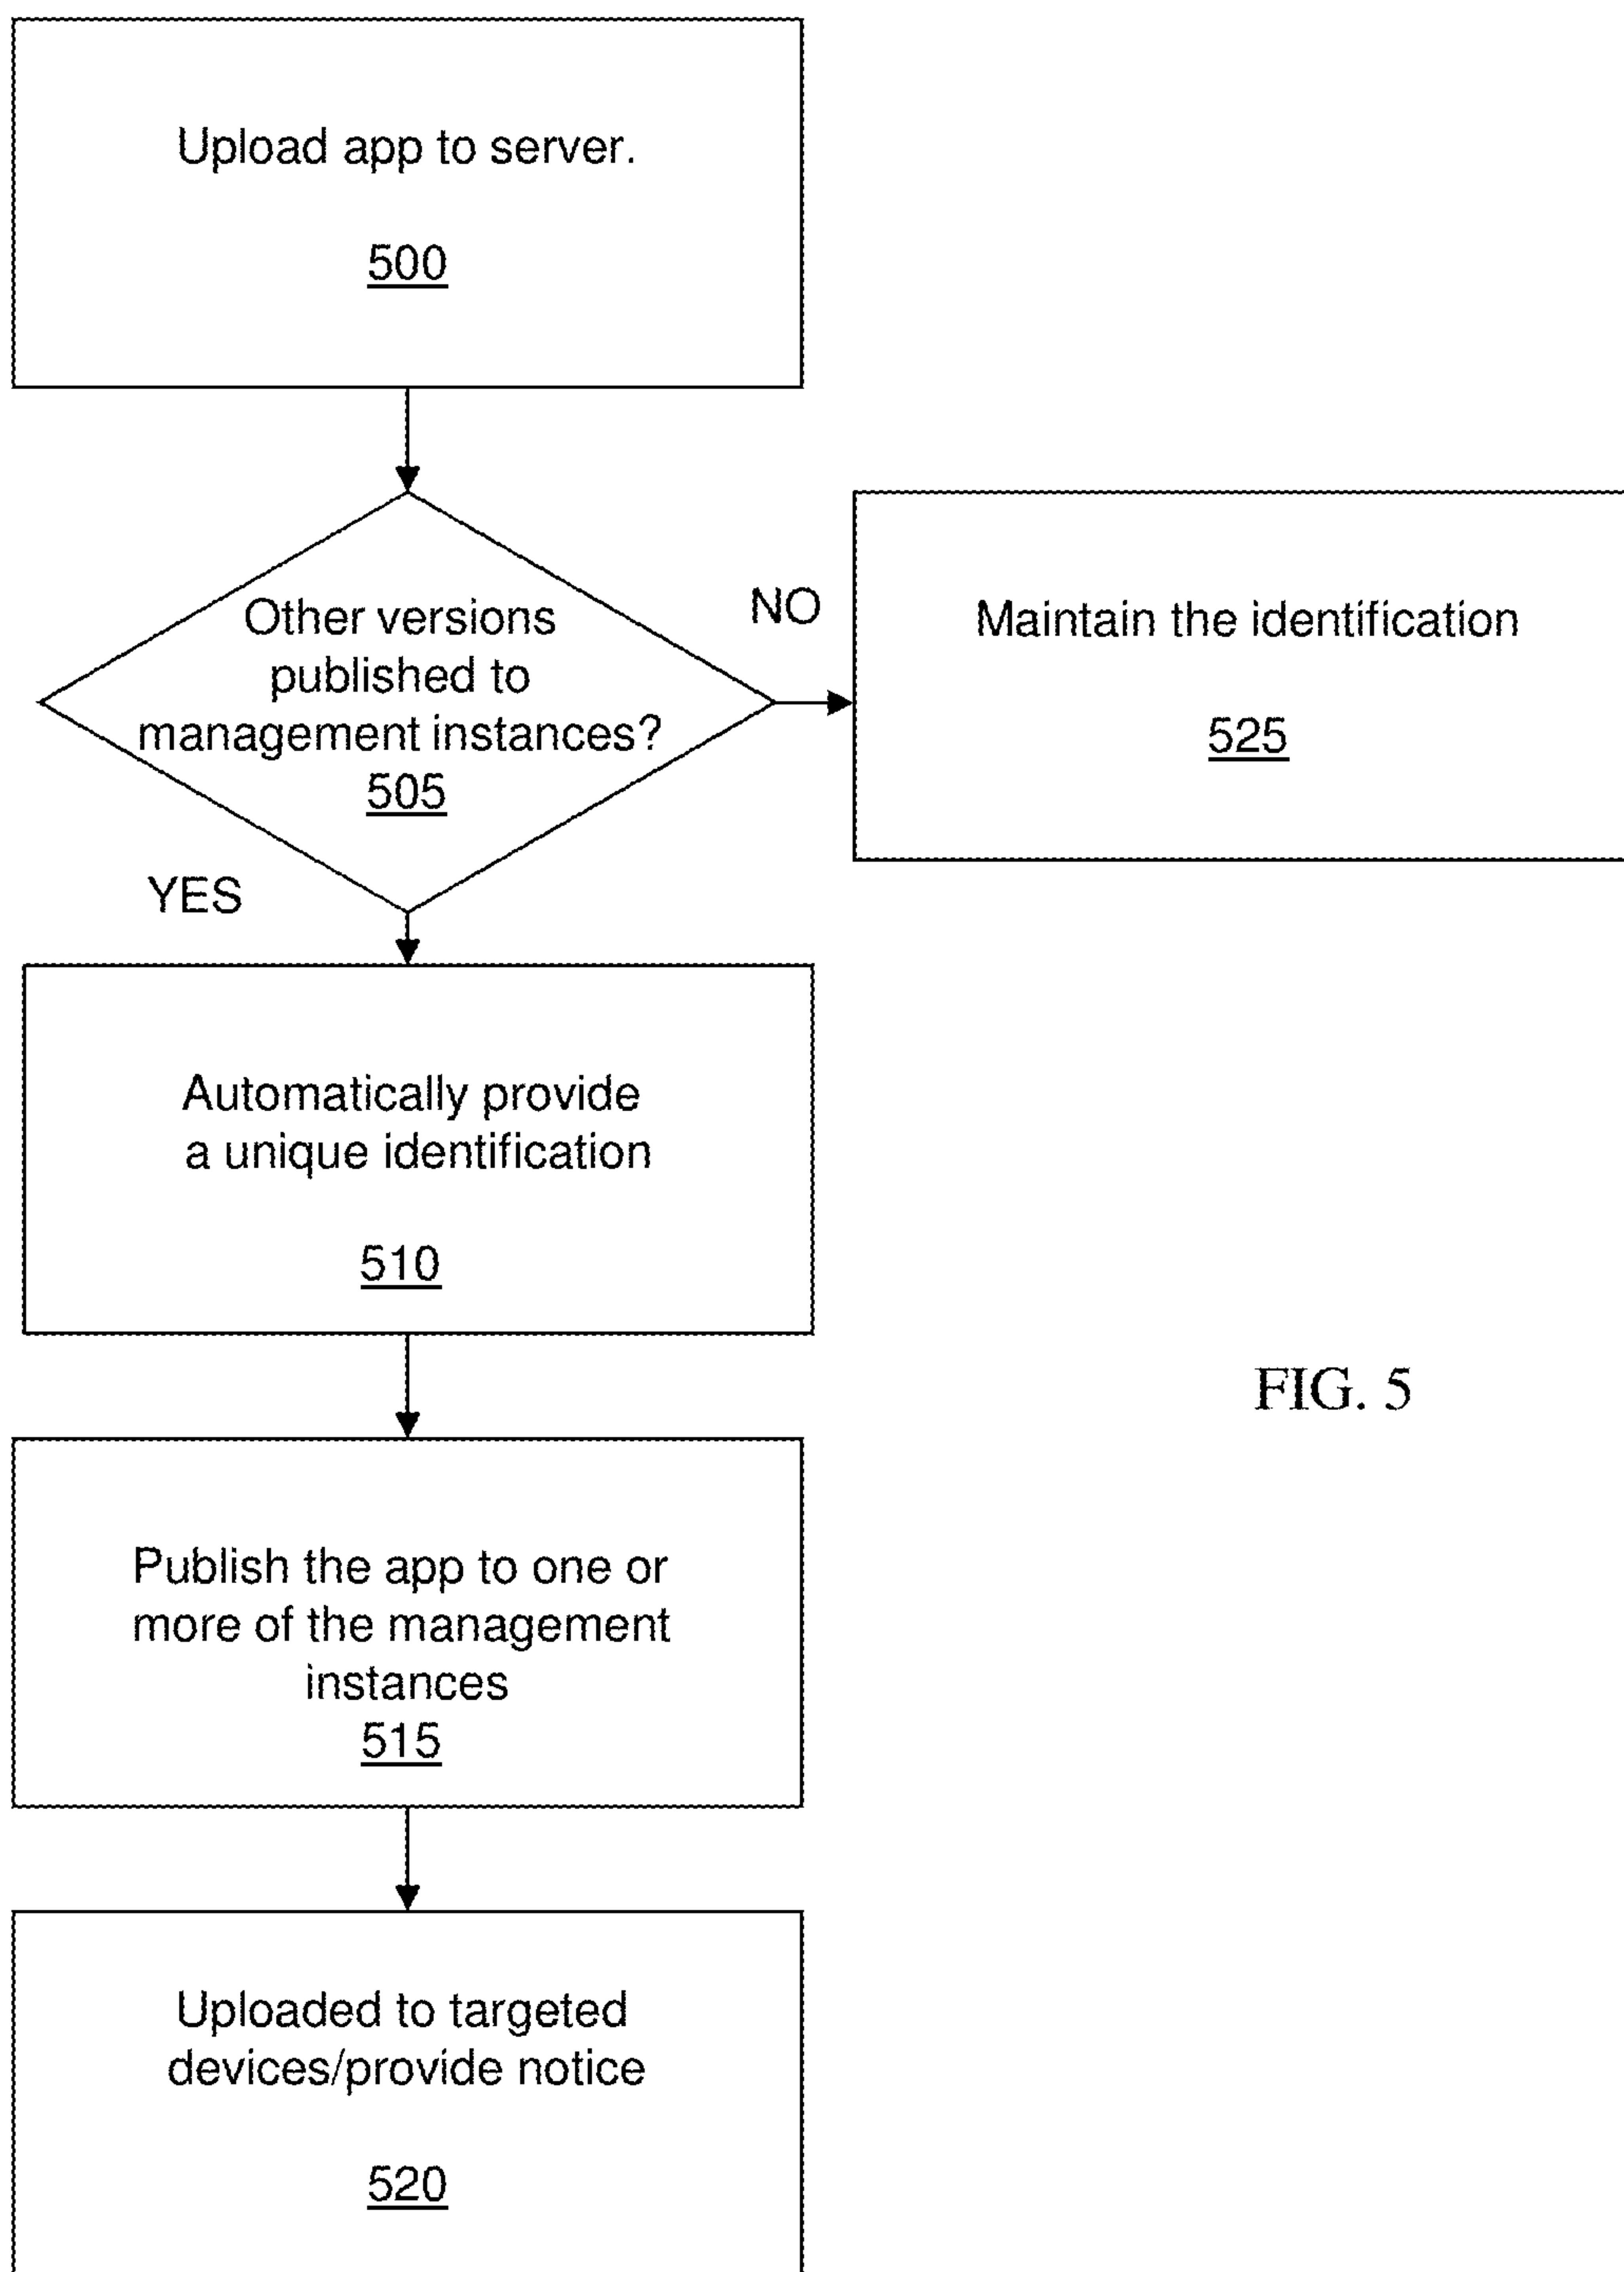 Upload app to server.
500
Other versions
published to
management instances?
505
NO
Maintain the identification
525
YES
Automatically provide
a unique identification
510
FIG. 5
Publish the app to one or
more of the management
instances
515
Uploaded to targeted
devices/provide notice
520